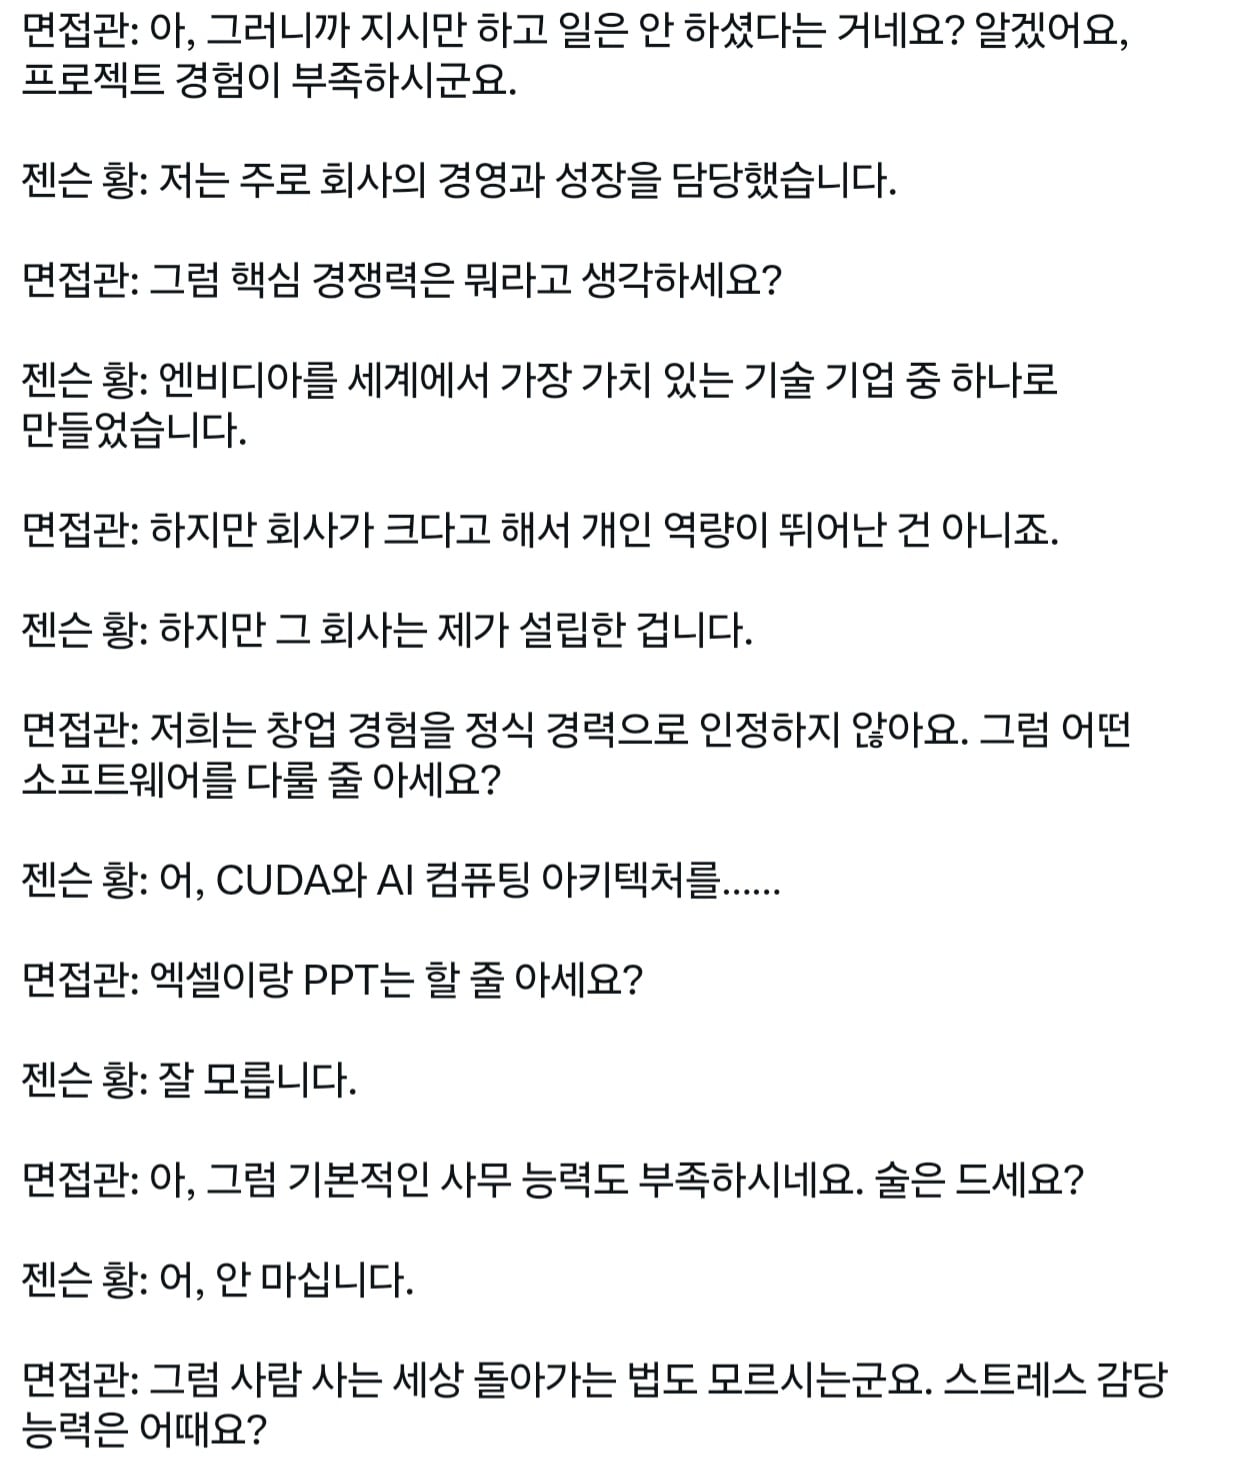 면접관: 아, 그러니까 지시만 하고 일은 안 하셨다는 거네요? 알겠어요,
프로젝트 경험이 부족하시군요.
젠슨 황: 저는 주로 회사의 경영과 성장을 담당했습니다.
면접관: 그럼 핵심 경쟁력은 뭐라고 생각하세요?
젠슨 황: 엔비디아를 세계에서 가장 가치 있는 기술 기업 중 하나로
만들었습니다.
면접관: 하지만 회사가 크다고 해서 개인 역량이 뛰어난 건 아니죠.
젠슨 황: 하지만 그 회사는 제가 설립한 겁니다.
면접관: 저희는 창업 경험을 정식 경력으로 인정하지 않아요. 그럼 어떤
소프트웨어를 다룰 줄 아세요?
젠슨 황: 어, CUDA와 AI 컴퓨팅 아키텍처를......
면접관: 엑셀이랑 PPT는 할 줄 아세요?
젠슨 황: 잘 모릅니다.
면접관: 아, 그럼 기본적인 사무 능력도 부족하시네요. 술은 드세요?
젠슨 황: 어, 안 마십니다.
면접관: 그럼 사람 사는 세상 돌아가는 법도 모르시는군요. 스트레스 감당
능력은 어때요?